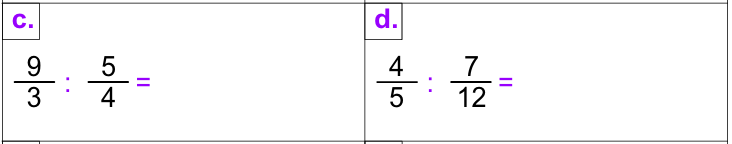 c.
9/3 : 5/4 =
d.
4/5 : 7/12 =